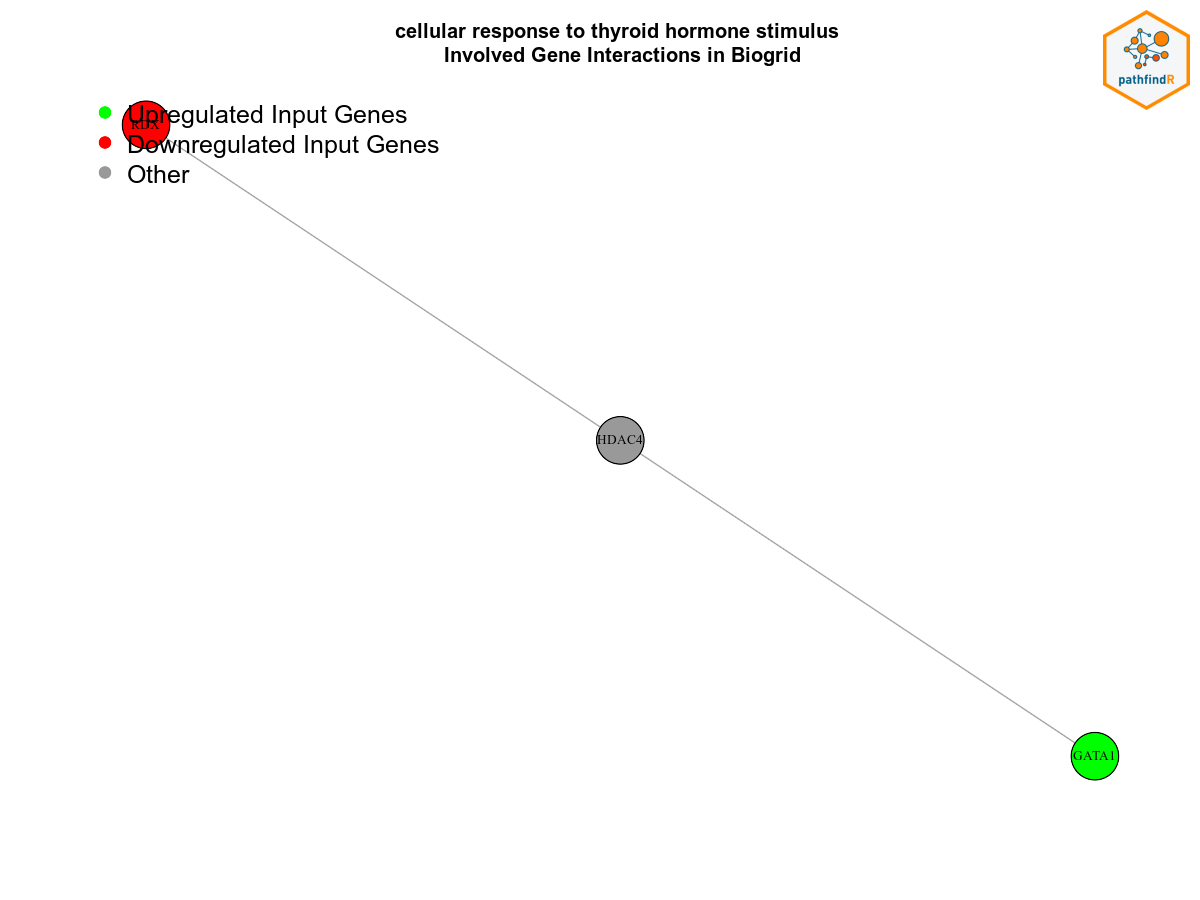 cellular response to thyroid hormone stimulus
Involved Gene Interactions in Biogrid
pathfindR
Upregulated Input Genes
RDX
Downregulated Input Genes
Other
HDAC4
GATA1